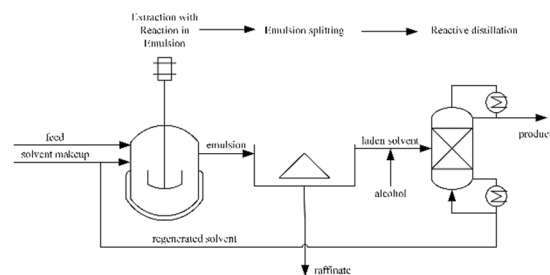 Extraction with
Reaction in
Emulsion
Emulsion splitting
Reactive distillation
feed
solvent makeup
emulsion
laden solvent
product
alcohol
regenerated solvent
raffinate